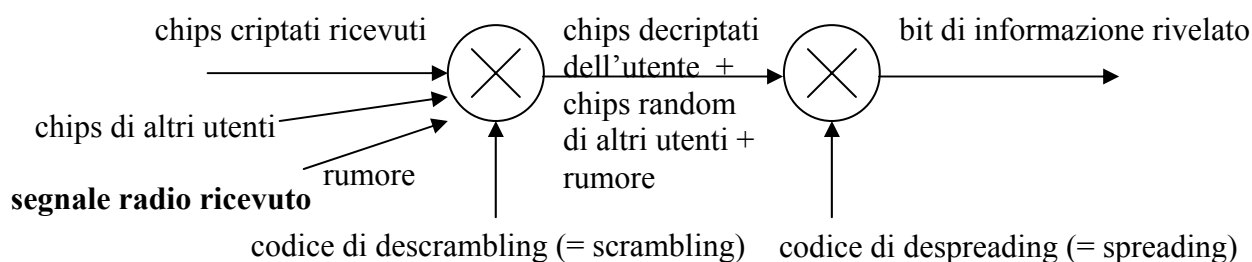 chips criptati ricevuti
chips di altri utenti
rumore
segnale radio ricevuto
chips decriptati
dell'utente +
chips random
di altri utenti +
rumore
bit di informazione rivelato
codice di descrambling (= scrambling)
codice di despreading (= spreading)